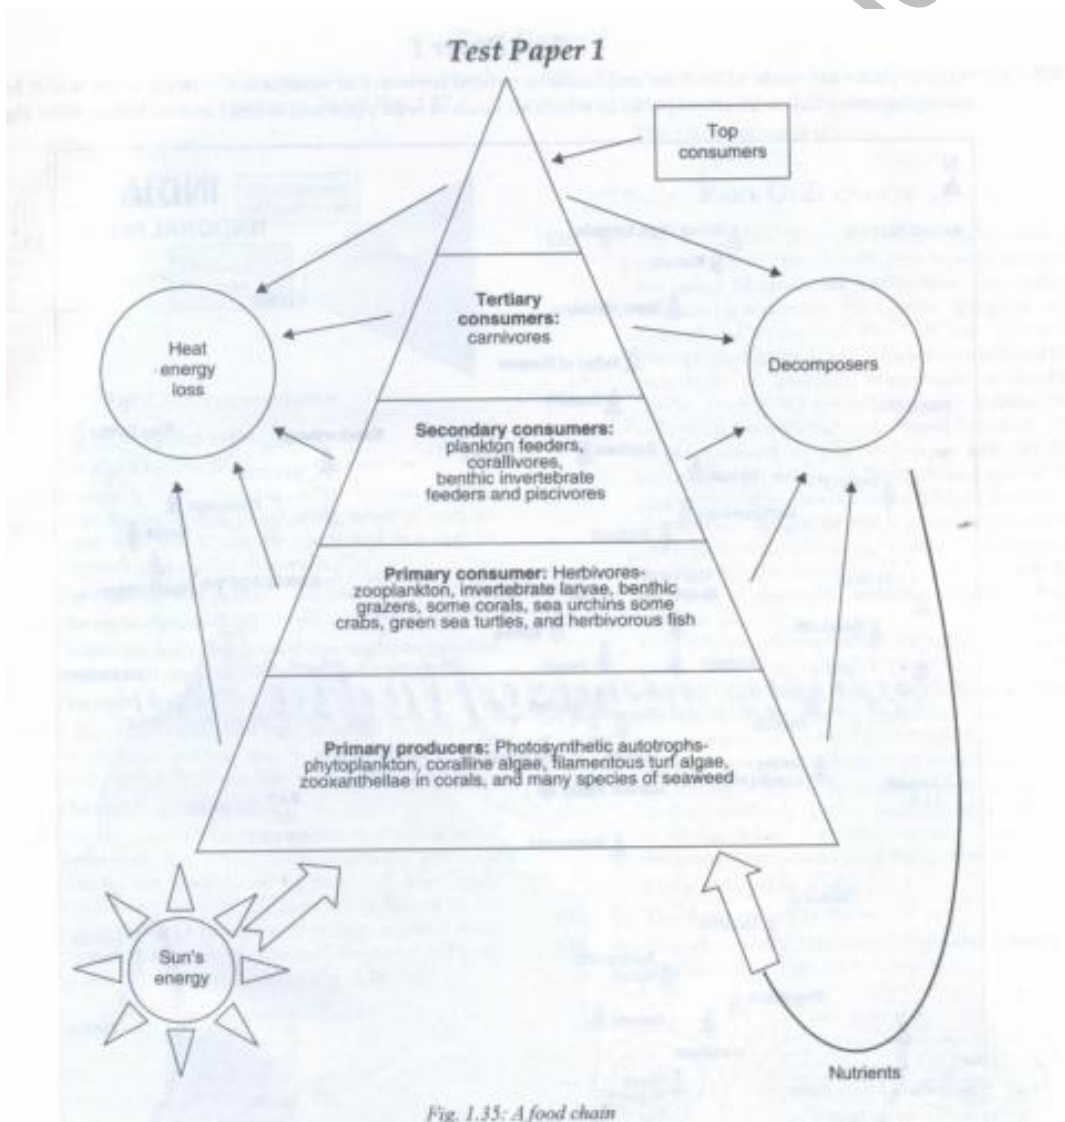 Test Paper 1
Top
consumers
Tertiary
consumers:
carnivores
Heat
energy
loss
Decomposers
Secondary consumers:
plankton feeders,
corallivores,
benthic invertebrate
feeders and piscivores
Primary consumer: Herbivores-
zooplankton, invertebrate larvae, benthic
grazers, some corals, sea urchins some
crabs, green sea turtles, and herbivorous fish
Primary producers: Photosynthetic autotrophs-
phytoplankton, coralline algae, filamentous turf algae,
zooxanthellae in corals, and many species of seaweed
Sun's
energy
Nutrients
Fig. 1.35: A food chain